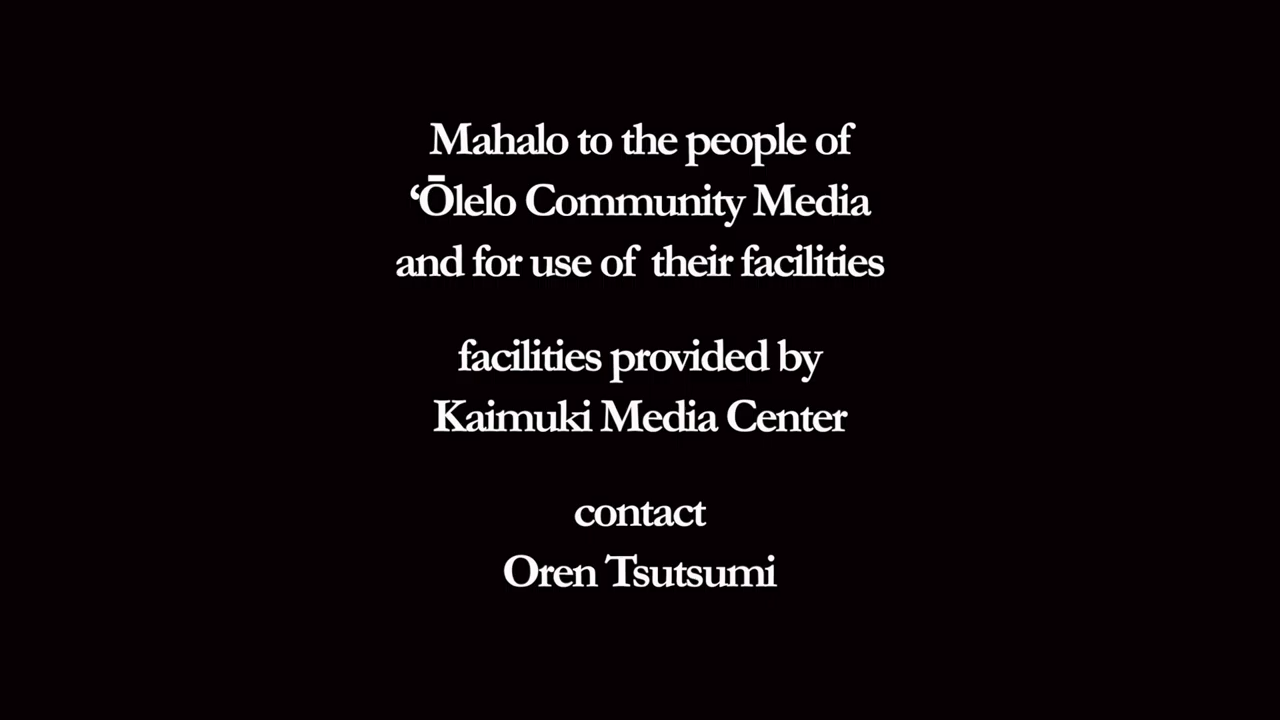 Mahalo to the people of
‘Ōlelo Community Media
and for use of their facilities
facilities provided by
Kaimuki Media Center
contact
Oren Tsutsumi